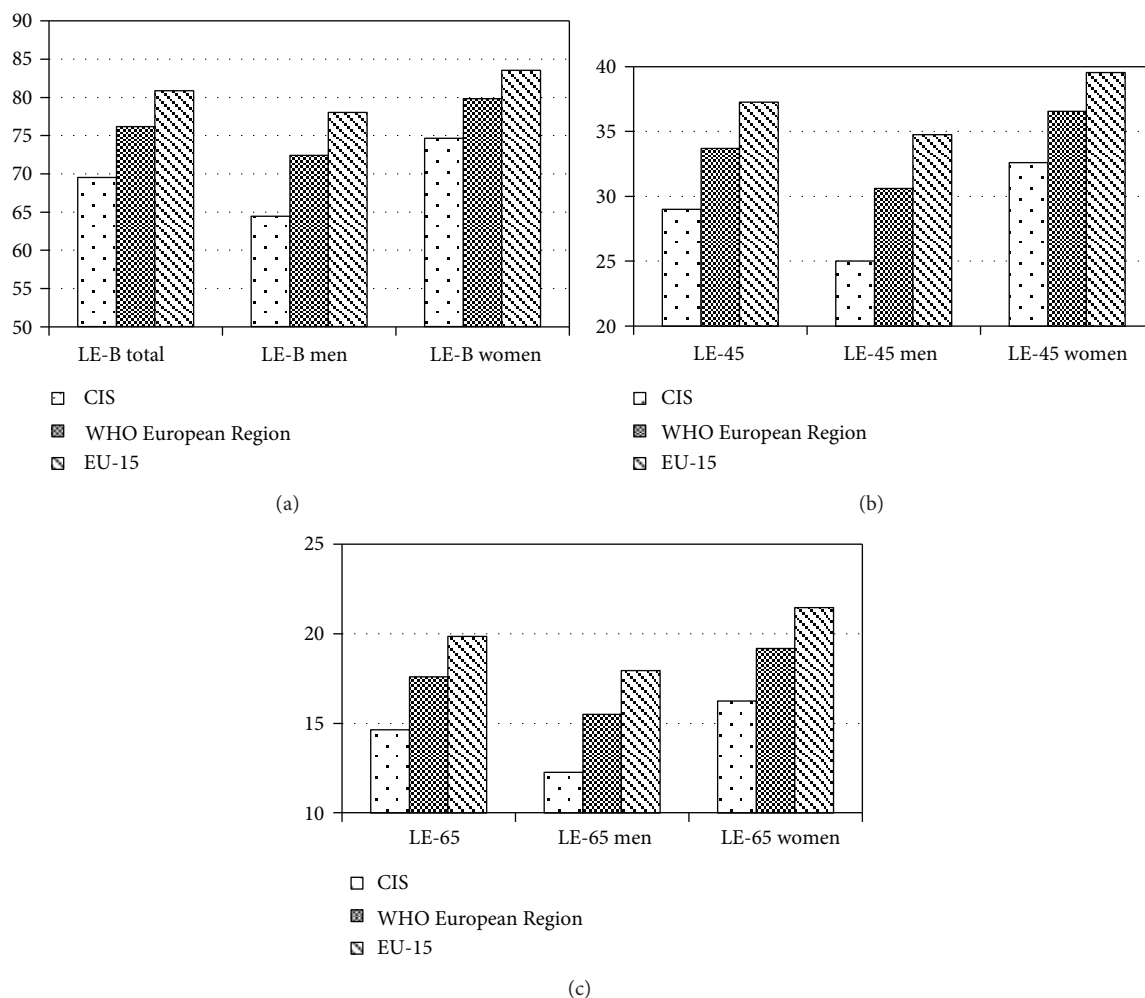 90
85
80
75
70
65
60
55
50
LE-B total LE-B men LE-B women
CIS
WHO European Region
EU-15
(a)
40
35
30
25
20
LE-45 LE-45 men LE-45 women
CIS
WHO European Region
EU-15
(b)
25
20
15
10
LE-65 LE-65 men LE-65 women
CIS
WHO European Region
EU-15
(c)